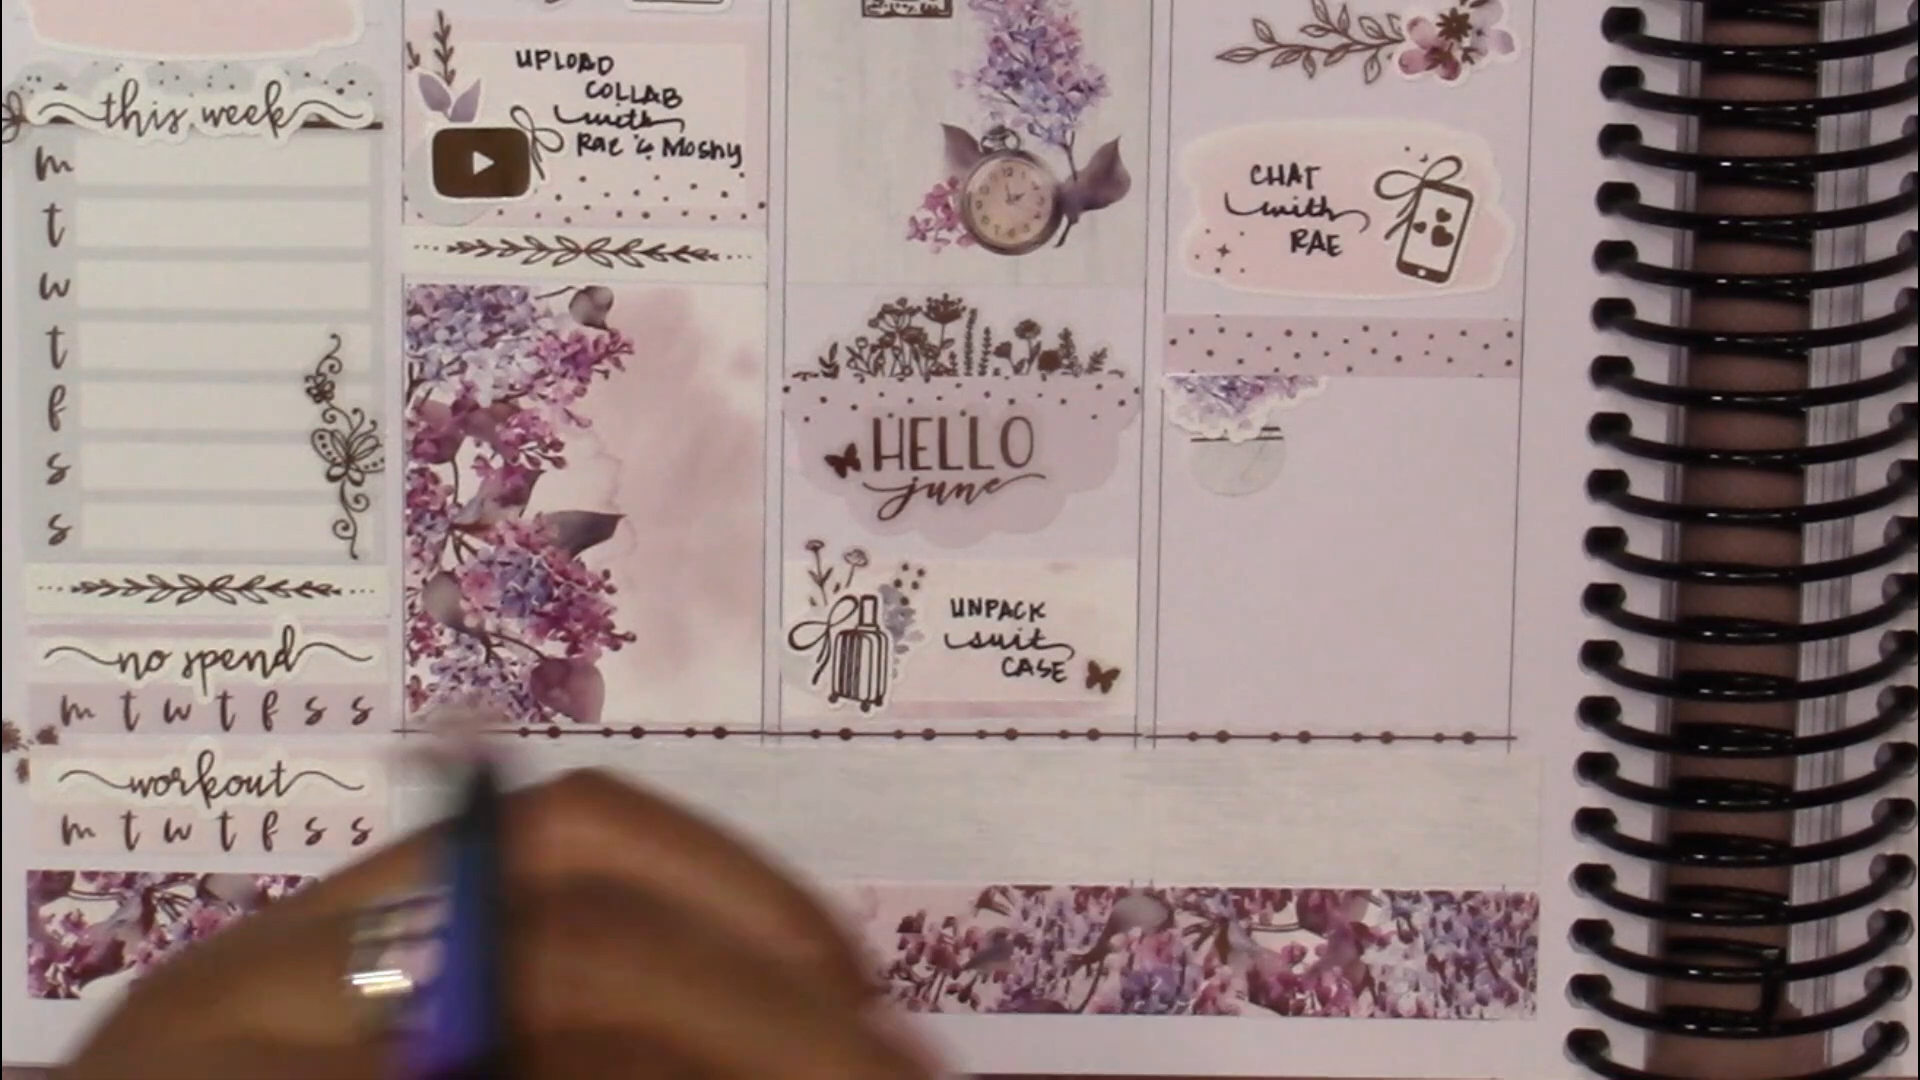 this week
m
t
w
t
f
s
s
no spend
m t w t f s s
workout
m t w t f s s
UPLOAD
COLLAB
with
RAE & MOSHY
HELLO
june
UNPACK
suit
CASE
CHAT
with
RAE